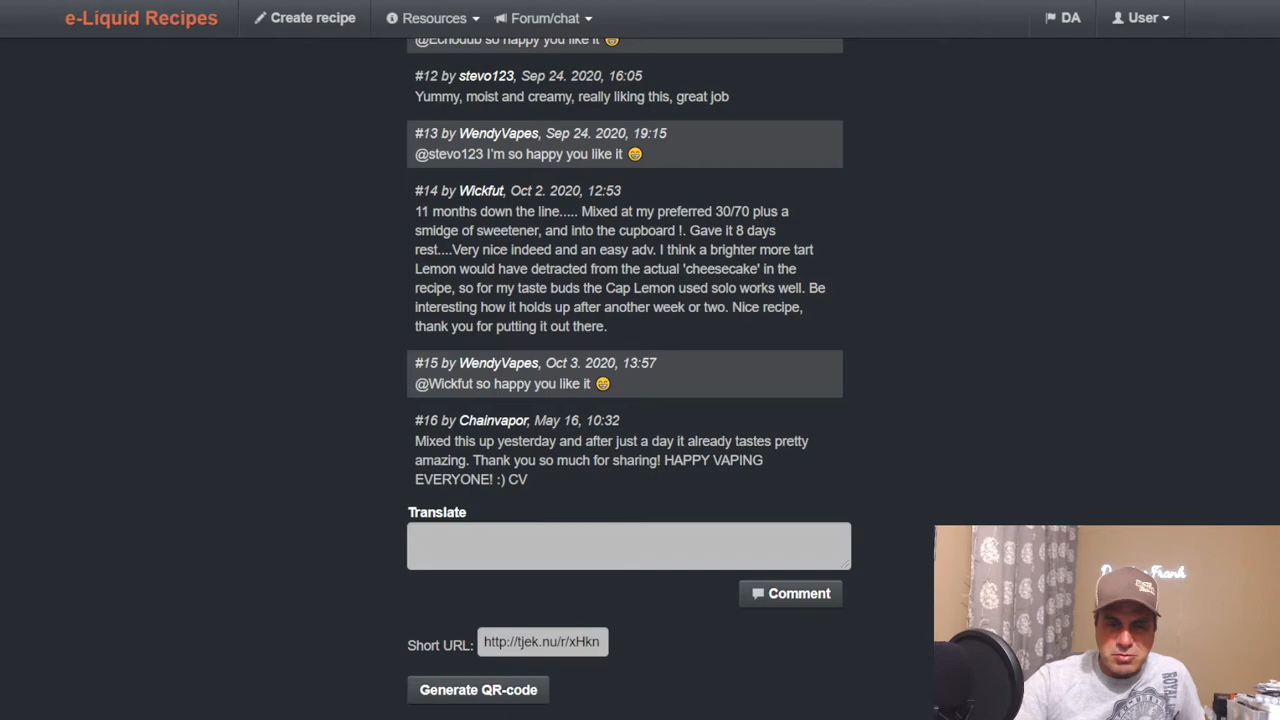 e-Liquid Recipes
Create recipe
Resources
Forum/chat
DA
User
@Echodub so happy you like it
#12 by stevo123, Sep 24. 2020, 16:05
Yummy, moist and creamy, really liking this, great job
#13 by WendyVapes, Sep 24. 2020, 19:15
@stevo123 I'm so happy you like it 😁
#14 by Wickfut, Oct 2. 2020, 12:53
11 months down the line..... Mixed at my preferred 30/70 plus a
smidge of sweetener, and into the cupboard !. Gave it 8 days
rest....Very nice indeed and an easy adv. I think a brighter more tart
Lemon would have detracted from the actual 'cheesecake' in the
recipe, so for my taste buds the Cap Lemon used solo works well. Be
interesting how it holds up after another week or two. Nice recipe,
thank you for putting it out there.
#15 by WendyVapes, Oct 3. 2020, 13:57
@Wickfut so happy you like it 😁
#16 by Chainvapor, May 16, 10:32
Mixed this up yesterday and after just a day it already tastes pretty
amazing. Thank you so much for sharing! HAPPY VAPING
EVERYONE! :) CV
Translate
Comment
Short URL: http://tjek.nu/r/xHkn
Generate QR-code
Frank
ROYAL